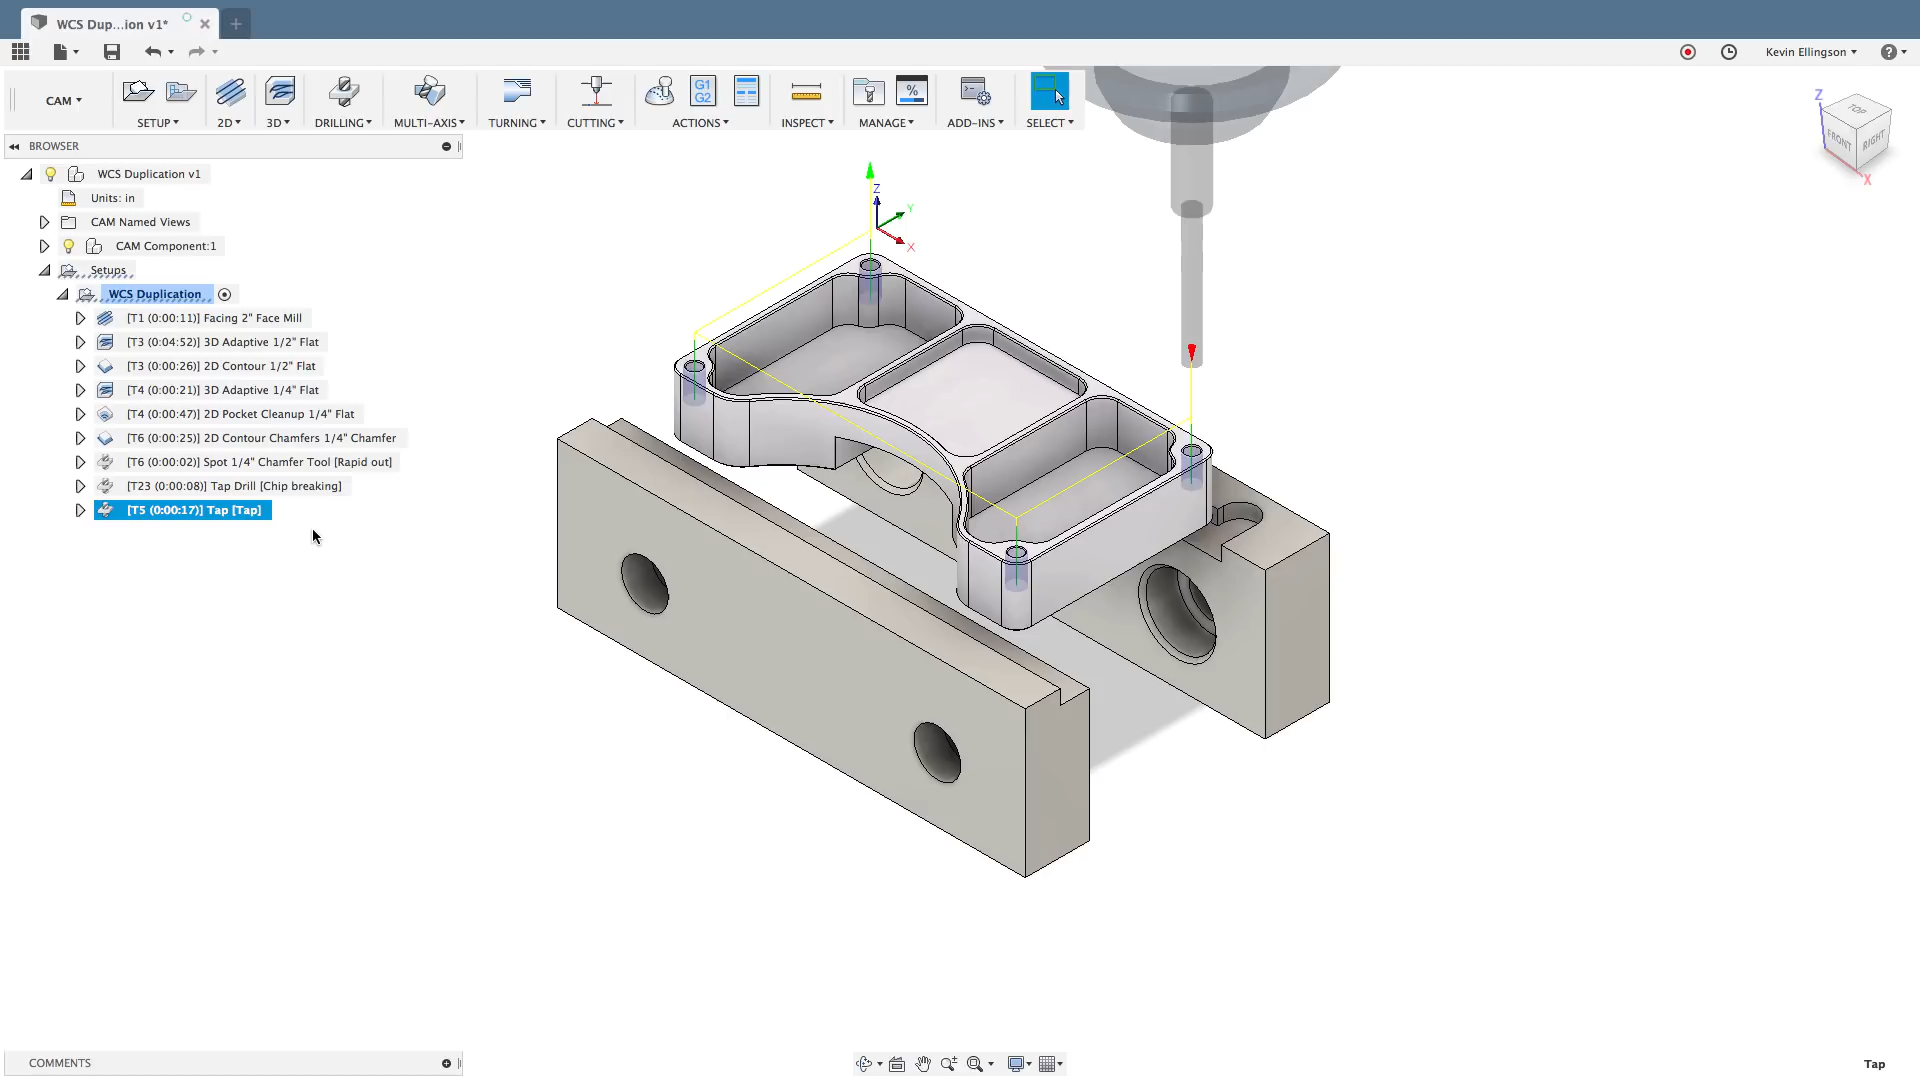 WCS Dup...ion v1*
Kevin Ellingson
CAM
G1
G2
%
SETUP
2D
3D
DRILLING
MULTI-AXIS
TURNING
CUTTING
ACTIONS
INSPECT
MANAGE
ADD-INS
SELECT
BROWSER
WCS Duplication v1
Units: in
CAM Named Views
CAM Component:1
Setups
WCS Duplication
[T1 (0:00:11)] Facing 2" Face Mill
[T3 (0:04:52)] 3D Adaptive 1/2" Flat
[T3 (0:00:26)] 2D Contour 1/2" Flat
[T4 (0:00:21)] 3D Adaptive 1/4" Flat
[T4 (0:00:47)] 2D Pocket Cleanup 1/4" Flat
[T6 (0:00:25)] 2D Contour Chamfers 1/4" Chamfer
[T6 (0:00:02)] Spot 1/4" Chamfer Tool [Rapid out]
[T23 (0:00:08)] Tap Drill [Chip breaking]
[T5 (0:00:17)] Tap [Tap]
Z
Y
X
Z
TOP
FRONT
RIGHT
X
COMMENTS
Tap